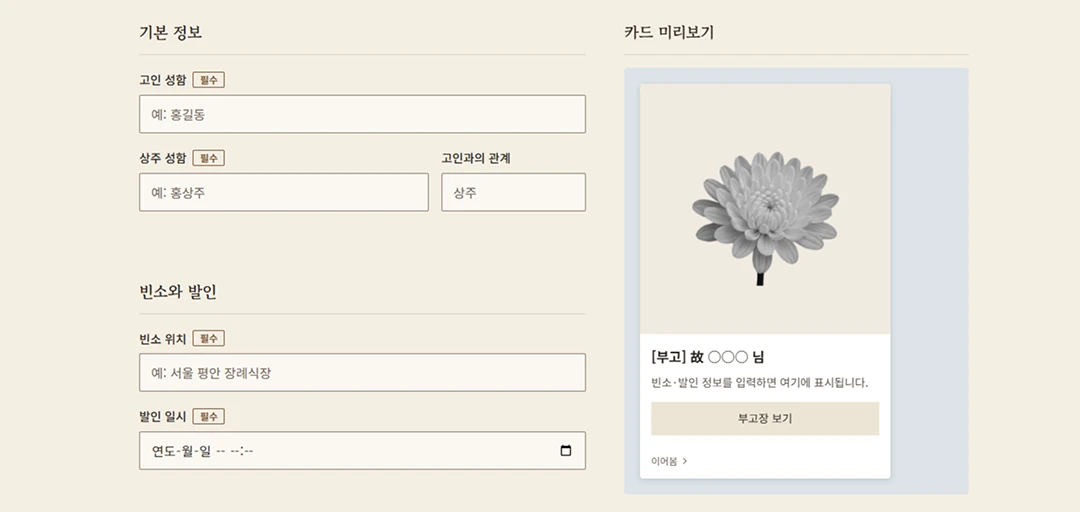 기본 정보
고인 성함 필수
예: 홍길동
상주 성함 필수
고인과의 관계
예: 홍상주
상주
빈소와 발인
빈소 위치 필수
예: 서울 평안 장례식장
발인 일시 필수
연도-월-일 -- --:--
카드 미리보기
[부고] 故 ○○○ 님
빈소·발인 정보를 입력하면 여기에 표시됩니다.
부고장 보기
이어봄 >